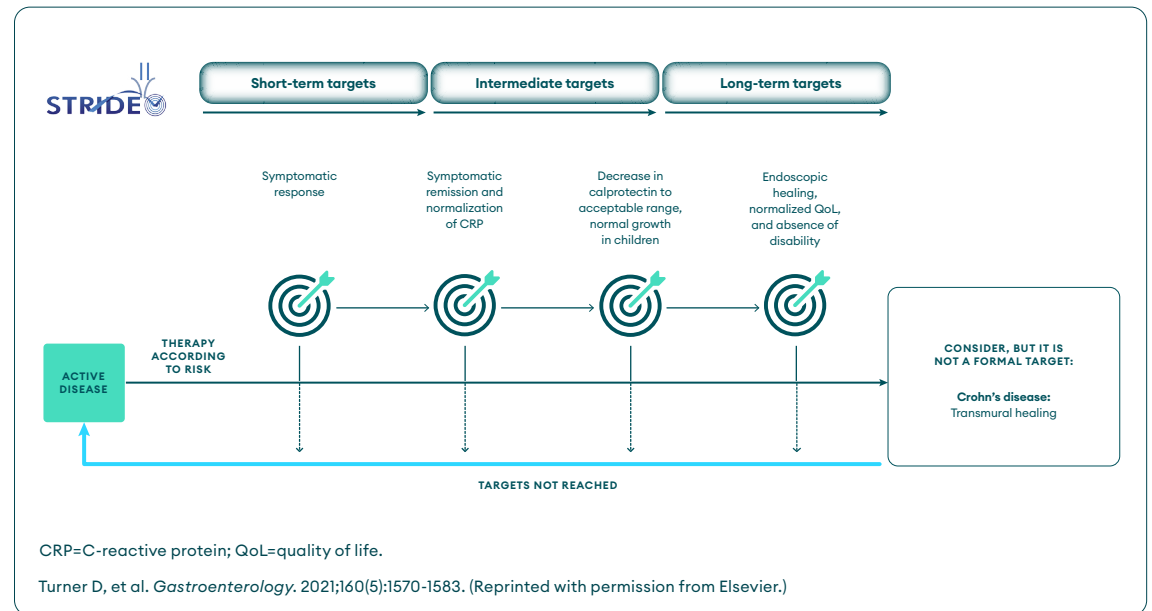 STRIDE
II
Short-term targets
Intermediate targets
Long-term targets
Symptomatic
response
Symptomatic
remission and
normalization
of CRP
Decrease in
calprotectin to
acceptable range,
normal growth
in children
Endoscopic
healing,
normalized QoL,
and absence of
disability
ACTIVE
DISEASE
THERAPY
ACCORDING
TO RISK
CONSIDER, BUT IT IS
NOT A FORMAL TARGET:
Crohn's disease:
Transmural healing
TARGETS NOT REACHED
CRP=C-reactive protein; QoL=quality of life.
Turner D, et al. Gastroenterology. 2021;160(5):1570-1583. (Reprinted with permission from Elsevier.)